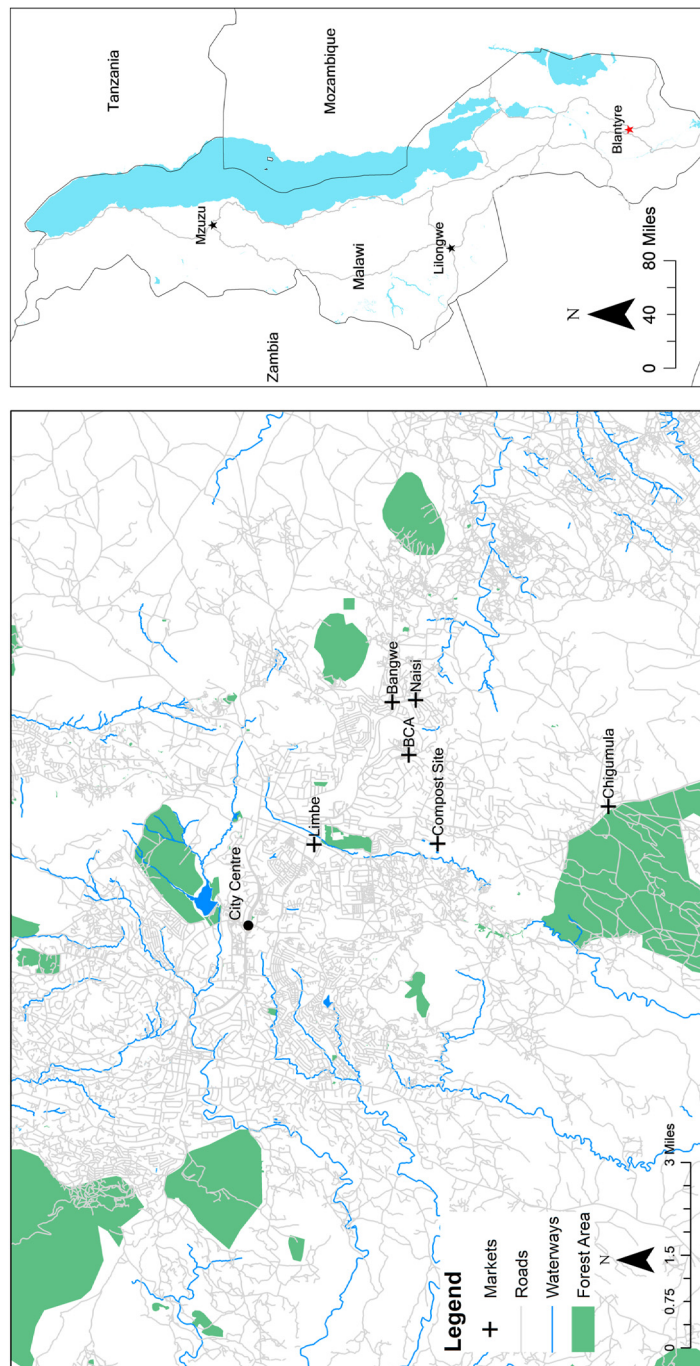 City Centre
Limbe
Bangwe
Naisi
BCA
Compost Site
Chigumula
Legend
Markets
Roads
Waterways
Forest Area
N
0 0.75 1.5 3 Miles
Tanzania
Mozambique
Zambia
Malawi
Mzuzu
Lilongwe
Blantyre
N
0 40 80 Miles